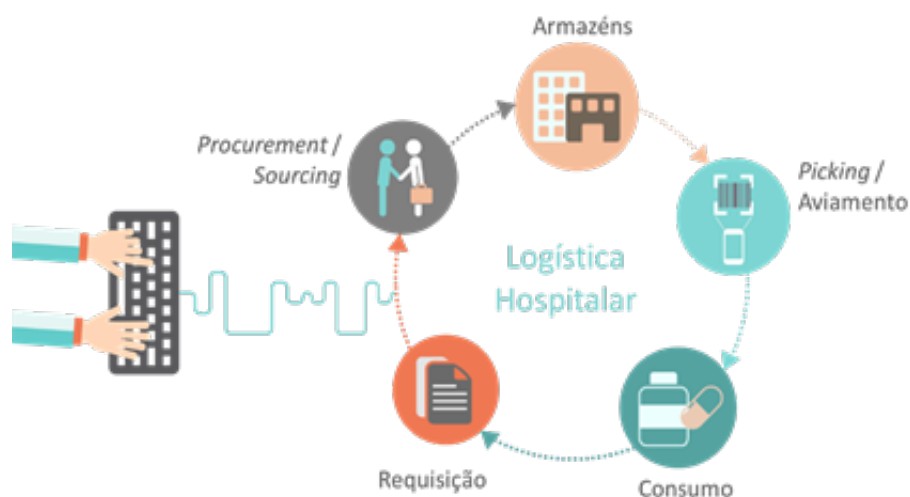 Armazéns
Procurement /
Sourcing
Picking /
Aviamento
Logística
Hospitalar
Requisição
Consumo